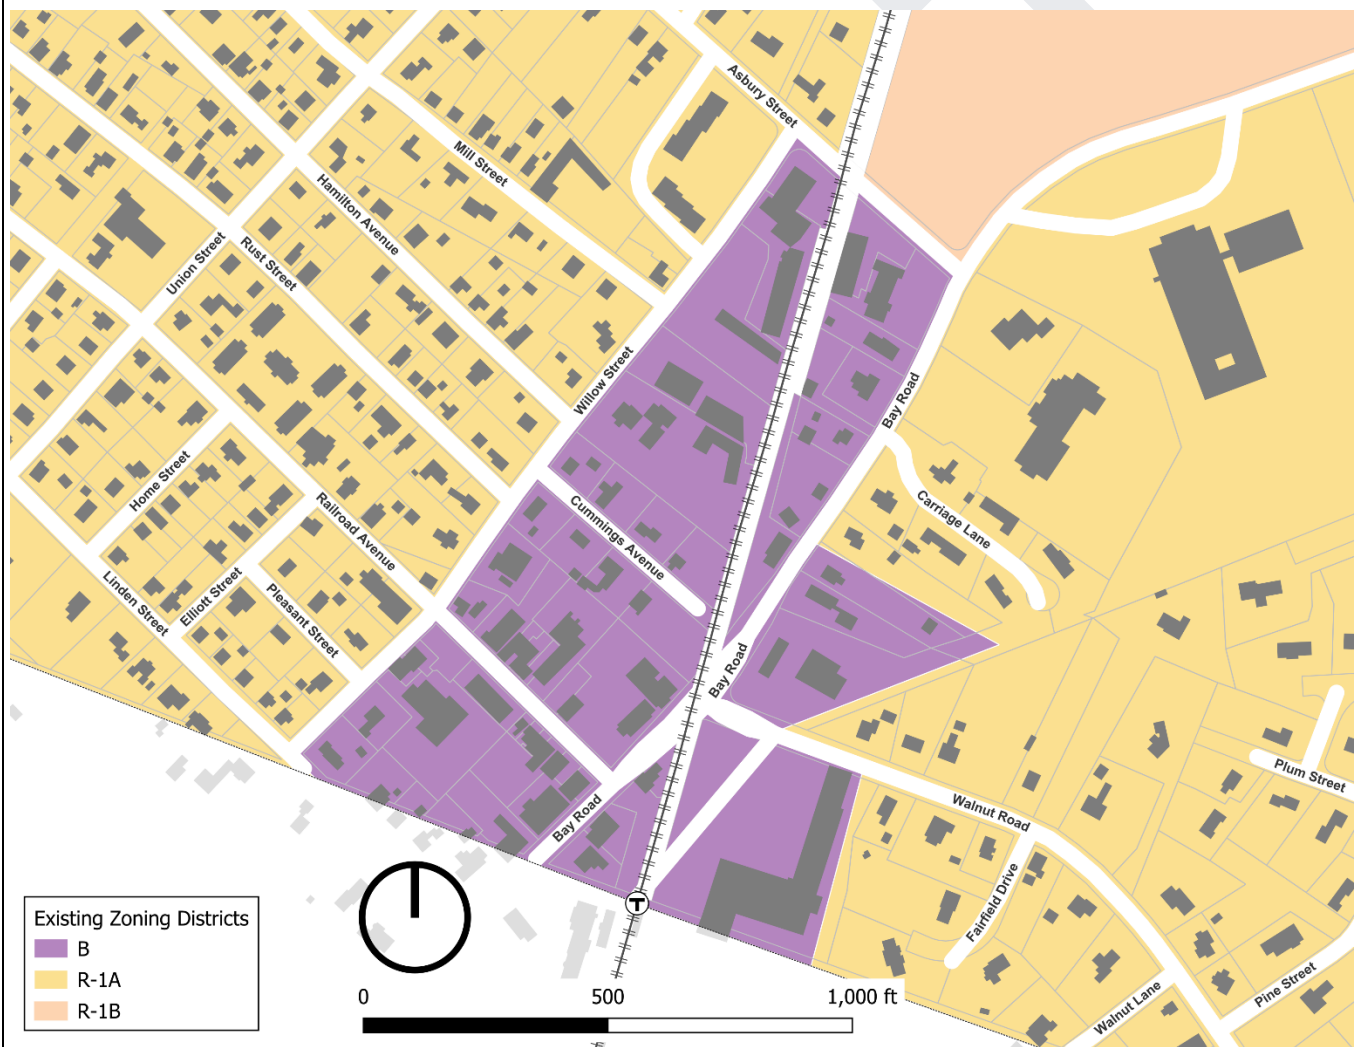 Asbury Street
Mill Street
Hamilton Avenue
Union Street
Rust Street
Willow Street
Bay Road
Home Street
Railroad Avenue
Cummings Avenue
Carriage Lane
Linden Street
Elliott Street
Pleasant Street
Bay Road
Plum Street
Bay Road
Walnut Road
Fairfield Drive
T
Pine Street
Walnut Lane
Existing Zoning Districts
B
R-1A
R-1B
0 500 1,000 ft